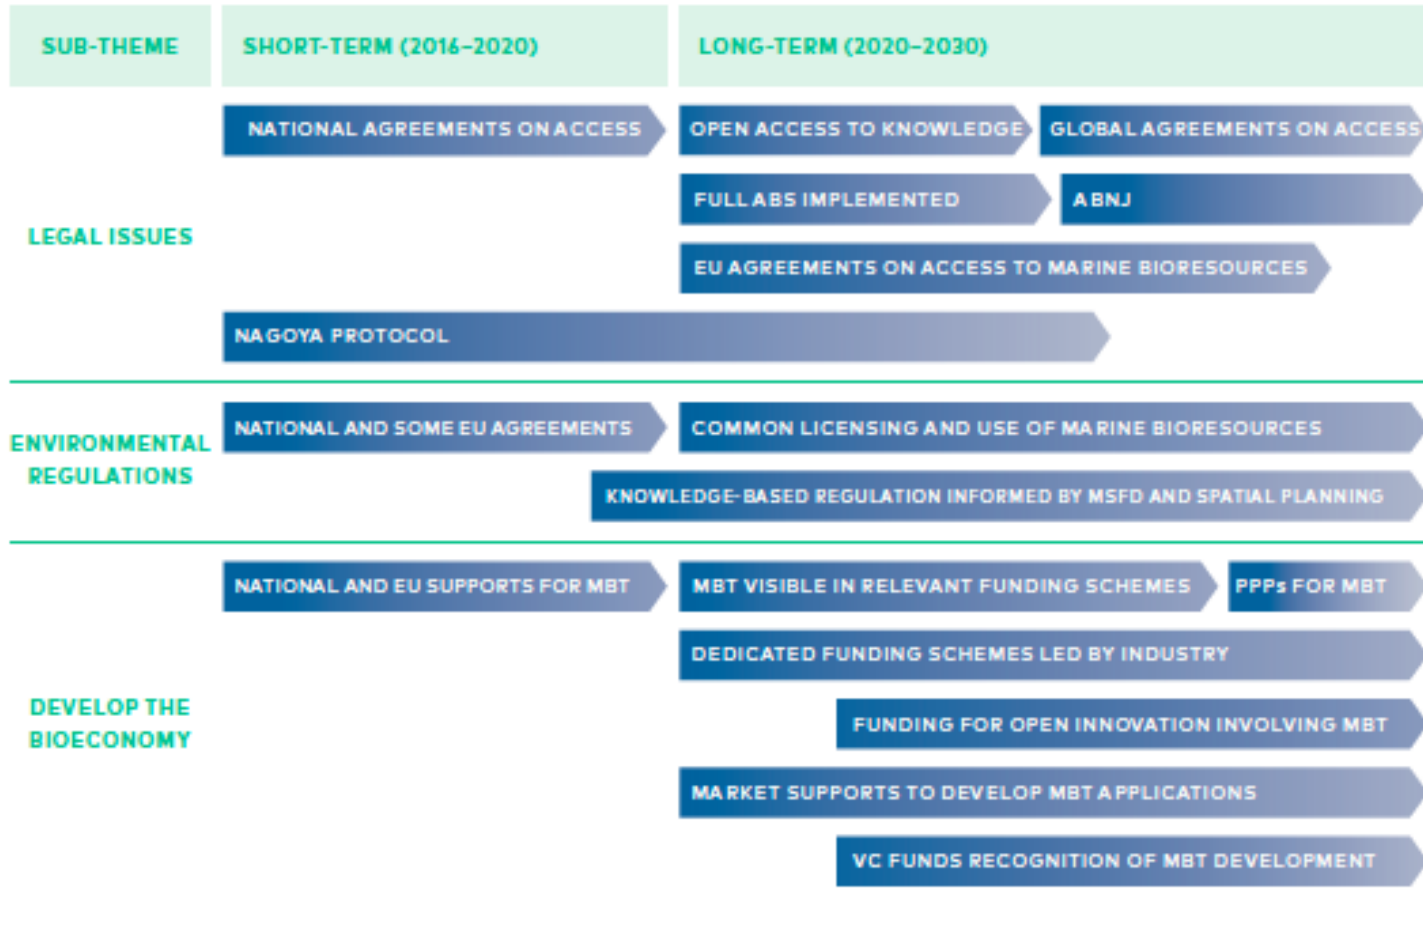 SUB-THEME SHORT-TERM (2016–2020) LONG-TERM (2020–2030)
NATIONAL AGREEMENTS ON ACCESS OPEN ACCESS TO KNOWLEDGE GLOBAL AGREEMENTS ON ACCESS
FULL ABS IMPLEMENTED ABNJ
LEGAL ISSUES
EU AGREEMENTS ON ACCESS TO MARINE BIORESOURCES
NAGOYA PROTOCOL
NATIONAL AND SOME EU AGREEMENTS COMMON LICENSING AND USE OF MARINE BIORESOURCES
ENVIRONMENTAL
REGULATIONS
KNOWLEDGE-BASED REGULATION INFORMED BY MSFD AND SPATIAL PLANNING
NATIONAL AND EU SUPPORTS FOR MBT MBT VISIBLE IN RELEVANT FUNDING SCHEMES PPPs FOR MBT
DEDICATED FUNDING SCHEMES LED BY INDUSTRY
DEVELOP THE
BIOECONOMY
FUNDING FOR OPEN INNOVATION INVOLVING MBT
MARKET SUPPORTS TO DEVELOP MBT APPLICATIONS
VC FUNDS RECOGNITION OF MBT DEVELOPMENT